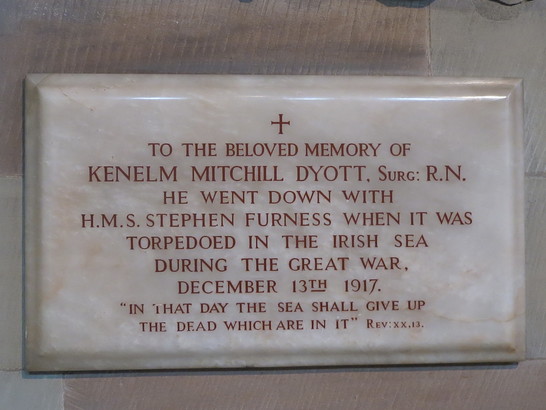 TO THE BELOVED MEMORY OF
KENELM MITCHILL DYOTT, SURG: R.N.
HE WENT DOWN WITH
H.M.S. STEPHEN FURNESS WHEN IT WAS
TORPEDOED IN THE IRISH SEA
DURING THE GREAT WAR,
DECEMBER 13TH 1917.
"IN THAT DAY THE SEA SHALL GIVE UP
THE DEAD WHICH ARE IN IT" REV: XX,13.